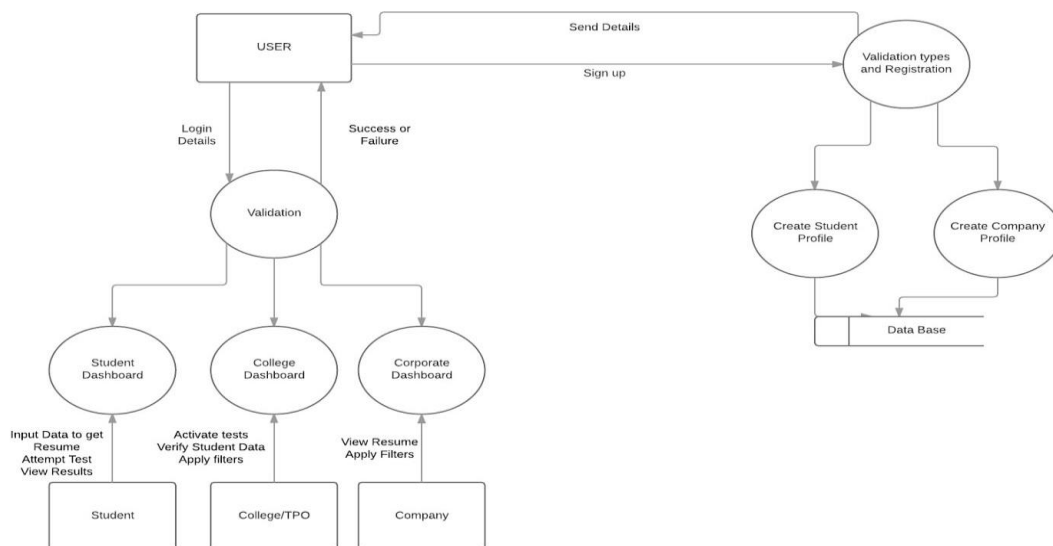 Send Details
USER
Validation types
and Registration
Sign up
Login
Details
Success or
Failure
Validation
Create Student
Profile
Create Company
Profile
Data Base
Student
Dashboard
College
Dashboard
Corporate
Dashboard
Input Data to get
Resume
Attempt Test
View Results
Activate tests
Verify Student Data
Apply filters
View Resume
Apply Filters
Student
College/TPO
Company